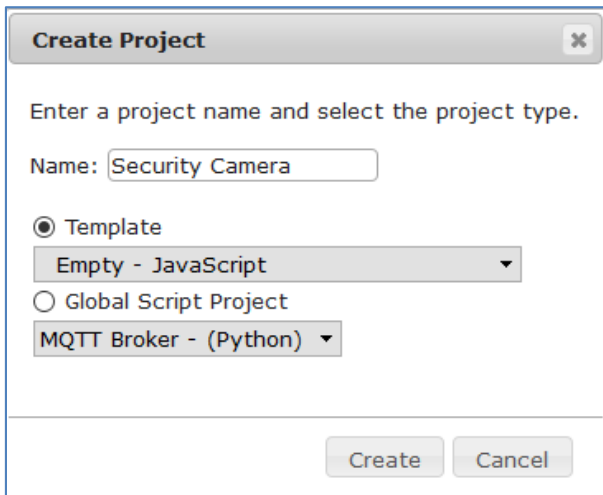 Create Project
Enter a project name and select the project type.
Name: Security Camera
Template
Empty - JavaScript
Global Script Project
MQTT Broker - (Python)
Create Cancel